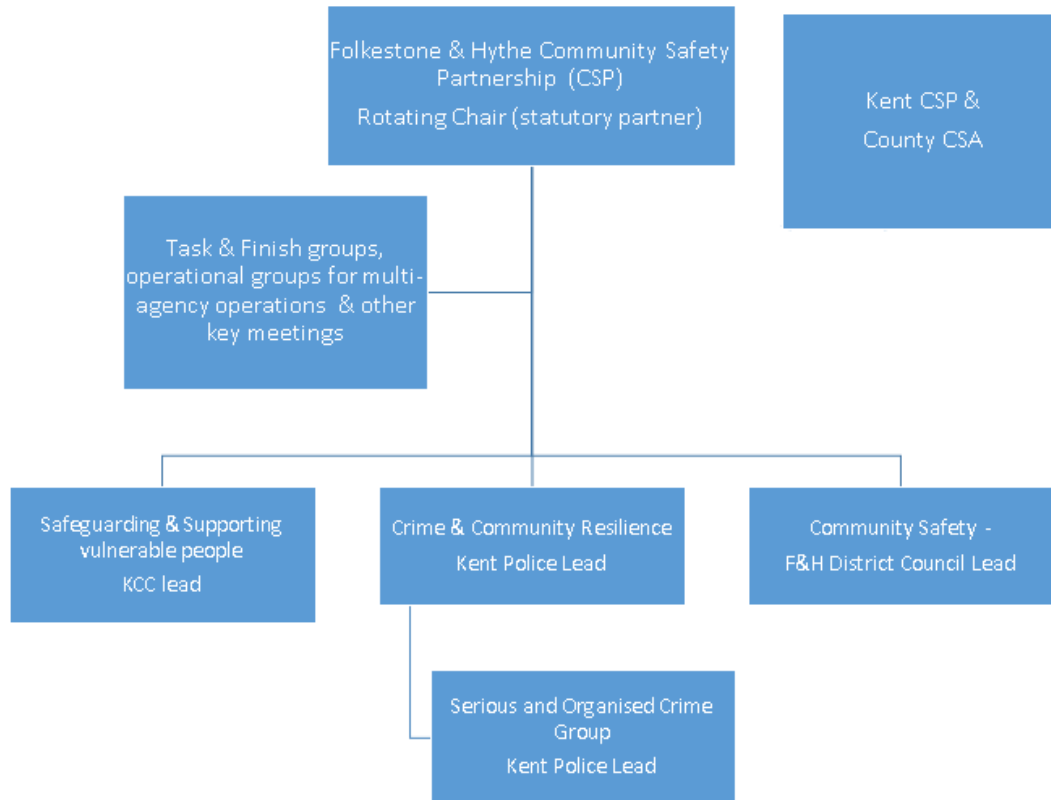 Folkestone & Hythe Community Safety
Partnership (CSP)
Rotating Chair (statutory partner)
Kent CSP &
County CSA
Task & Finish groups,
operational groups for multi-
agency operations & other
key meetings
Safeguarding & Supporting
vulnerable people
KCC lead
Crime & Community Resilience
Kent Police Lead
Community Safety -
F&H District Council Lead
Serious and Organised Crime
Group
Kent Police Lead